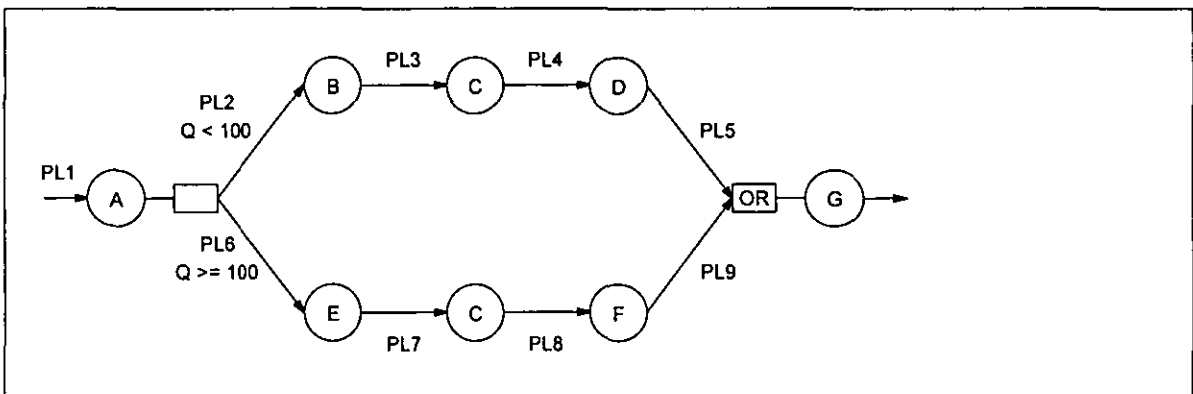 PL3
PL4
B
C
D
PL2
Q < 100
PL5
PL1
A
OR
G
PL6
Q >= 100
PL9
E
C
F
PL7
PL8